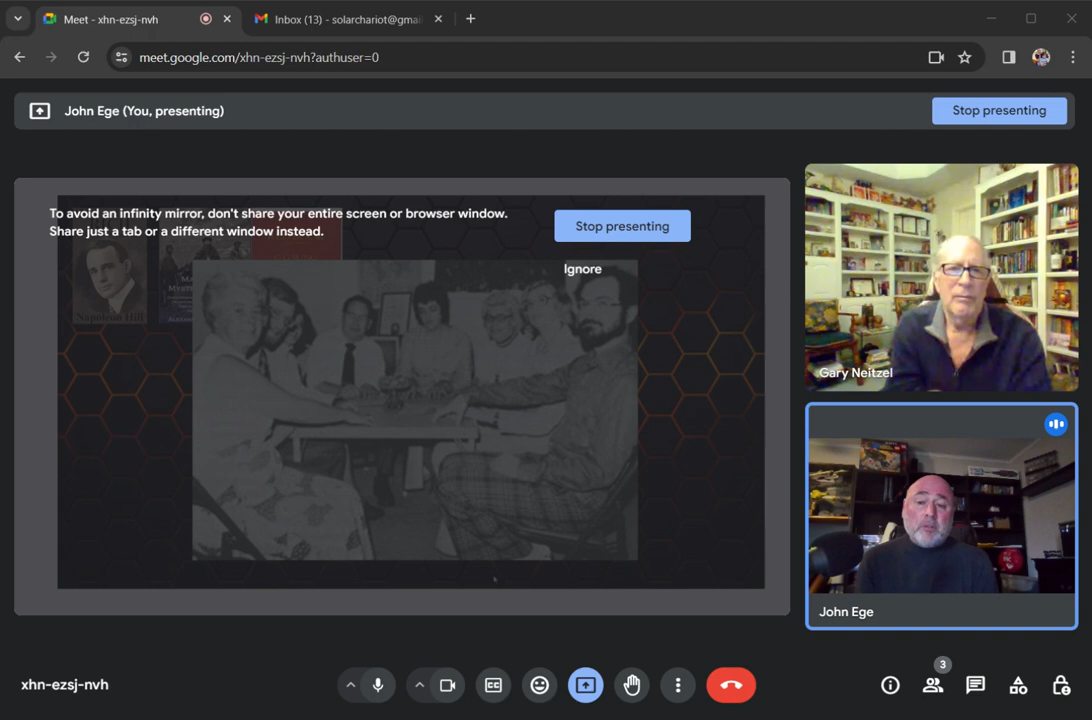 Meet - xhn-ezsj-nvh
Inbox (13) - solarchariot@gmai
meet.google.com/xhn-ezsj-nvh?authuser=0
John Ege (You, presenting)
Stop presenting
To avoid an infinity mirror, don't share your entire screen or browser window.
Share just a tab or a different window instead.
Stop presenting
Ignore
Napoleon Hill
Gary Neitzel
John Ege
xhn-ezsj-nvh
CC
3